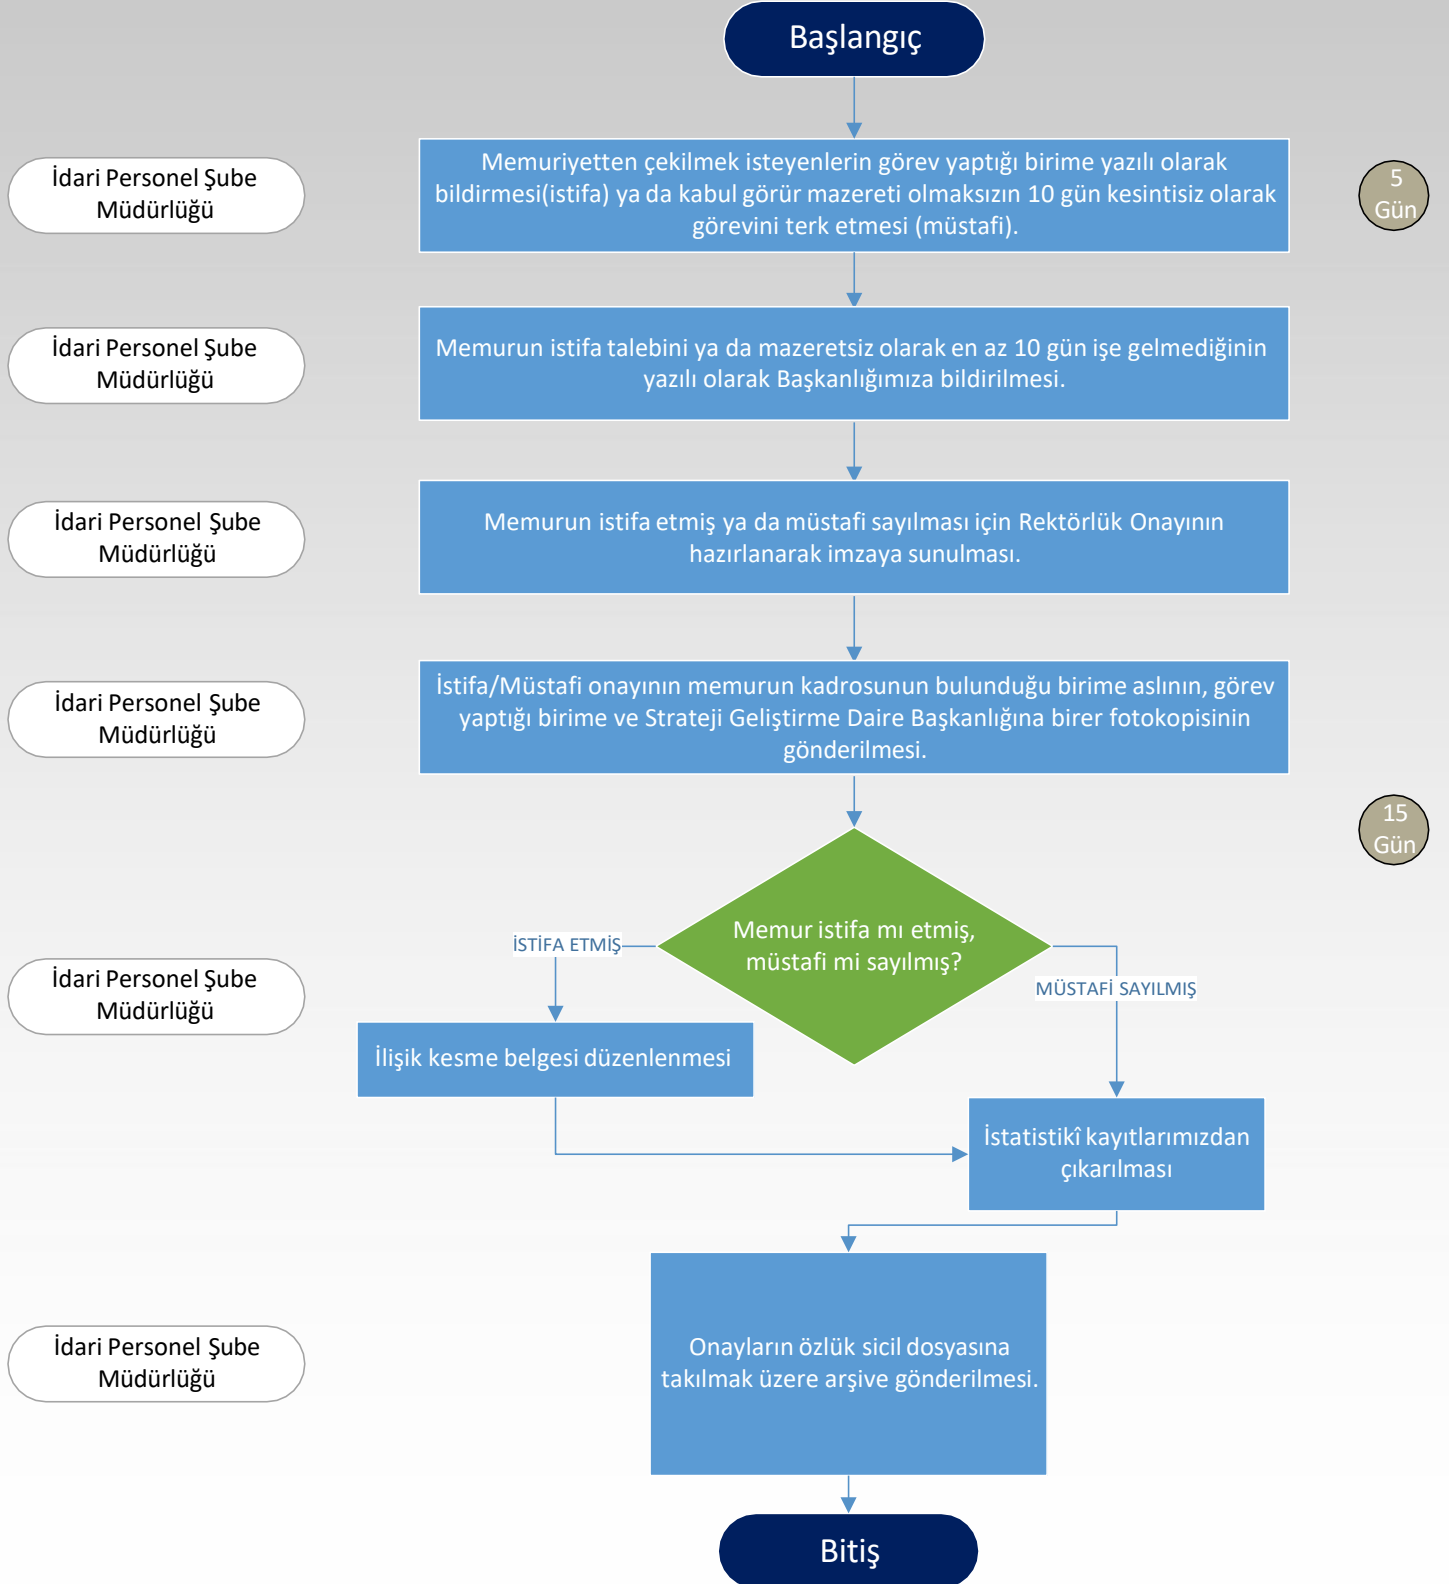 Başlangıç
İdari Personel Şube
Müdürlüğü
Memuriyetten çekilmek isteyenlerin görev yaptığı birime yazılı olarak
bildirmesi(istifa) ya da kabul görür mazereti olmaksızın 10 gün kesintisiz olarak
görevini terk etmesi (müstafi).
5
Gün
İdari Personel Şube
Müdürlüğü
Memurun istifa talebini ya da mazeretsiz olarak en az 10 gün işe gelmediğinin
yazılı olarak Başkanlığımıza bildirilmesi.
İdari Personel Şube
Müdürlüğü
Memurun istifa etmiş ya da müstafi sayılması için Rektörlük Onayının
hazırlanarak imzaya sunulması.
İdari Personel Şube
Müdürlüğü
İstifa/Müstafi onayının memurun kadrosunun bulunduğu birime aslının, görev
yaptığı birime ve Strateji Geliştirme Daire Başkanlığına birer fotokopisinin
gönderilmesi.
15
Gün
Memur istifa mı etmiş,
müstafi mi sayılmış?
İSTİFA ETMİŞ
MÜSTAFİ SAYILMIŞ
İdari Personel Şube
Müdürlüğü
İlişik kesme belgesi düzenlenmesi
İstatistikî kayıtlarımızdan
çıkarılması
İdari Personel Şube
Müdürlüğü
Onayların özlük sicil dosyasına
takılmak üzere arşive gönderilmesi.
Bitiş